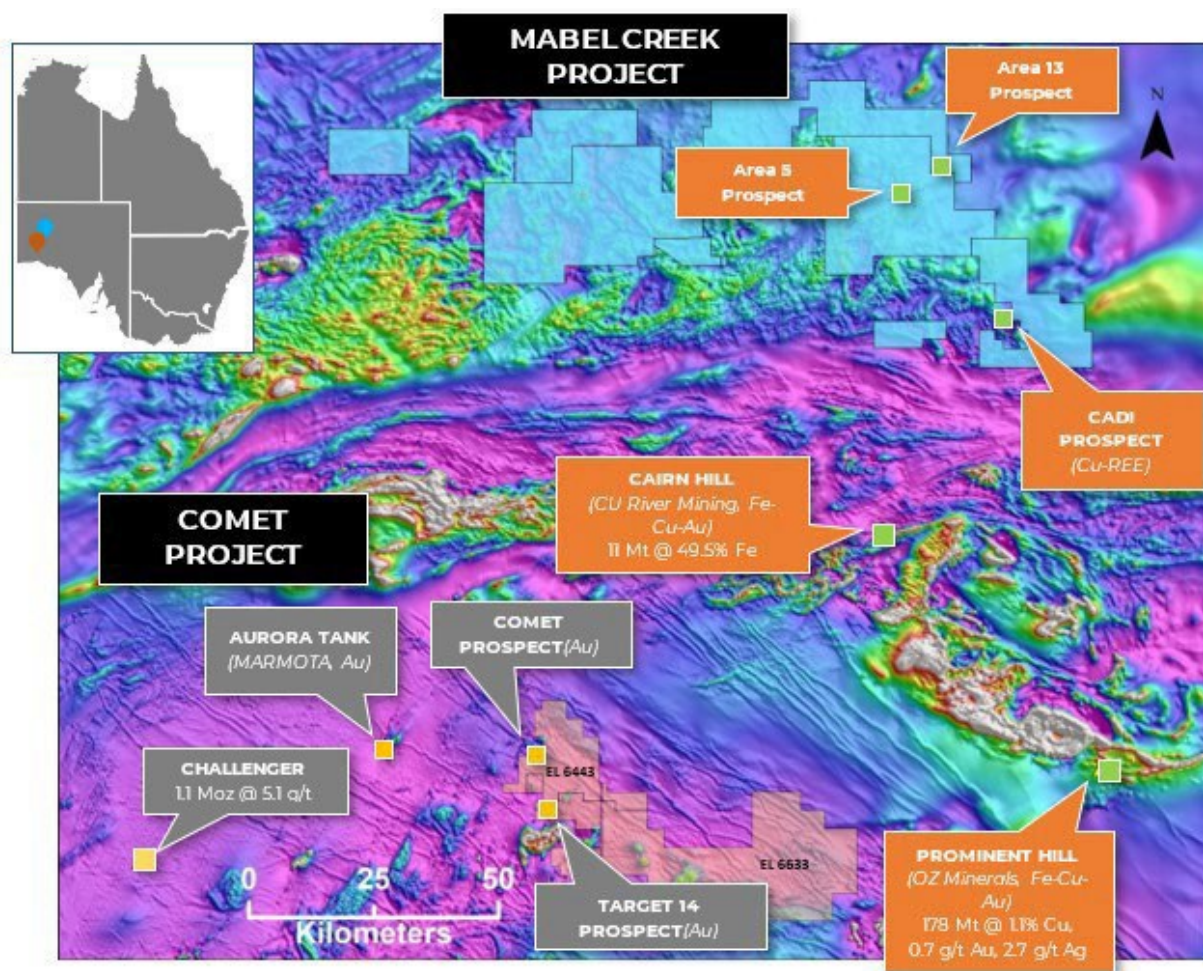 MABEL CREEK
PROJECT
Area 13
Prospect
N
Area 5
Prospect
CADI
PROSPECT
(Cu-REE)
CAIRN HILL
(CU River Mining, Fe-
Cu-Au)
11 Mt @ 49.5% Fe
COMET
PROJECT
COMET
PROSPECT(Au)
AURORA TANK
(MARMOTA, Au)
CHALLENGER
1.1 Moz @ 5.1 g/t
EL 6443
EL 6633
0 25 50
Kilometers
TARGET 14
PROSPECT(Au)
PROMINENT HILL
(OZ Minerals, Fe-Cu-
Au)
178 Mt @ 1.1% Cu,
0.7 g/t Au, 2.7 g/t Ag